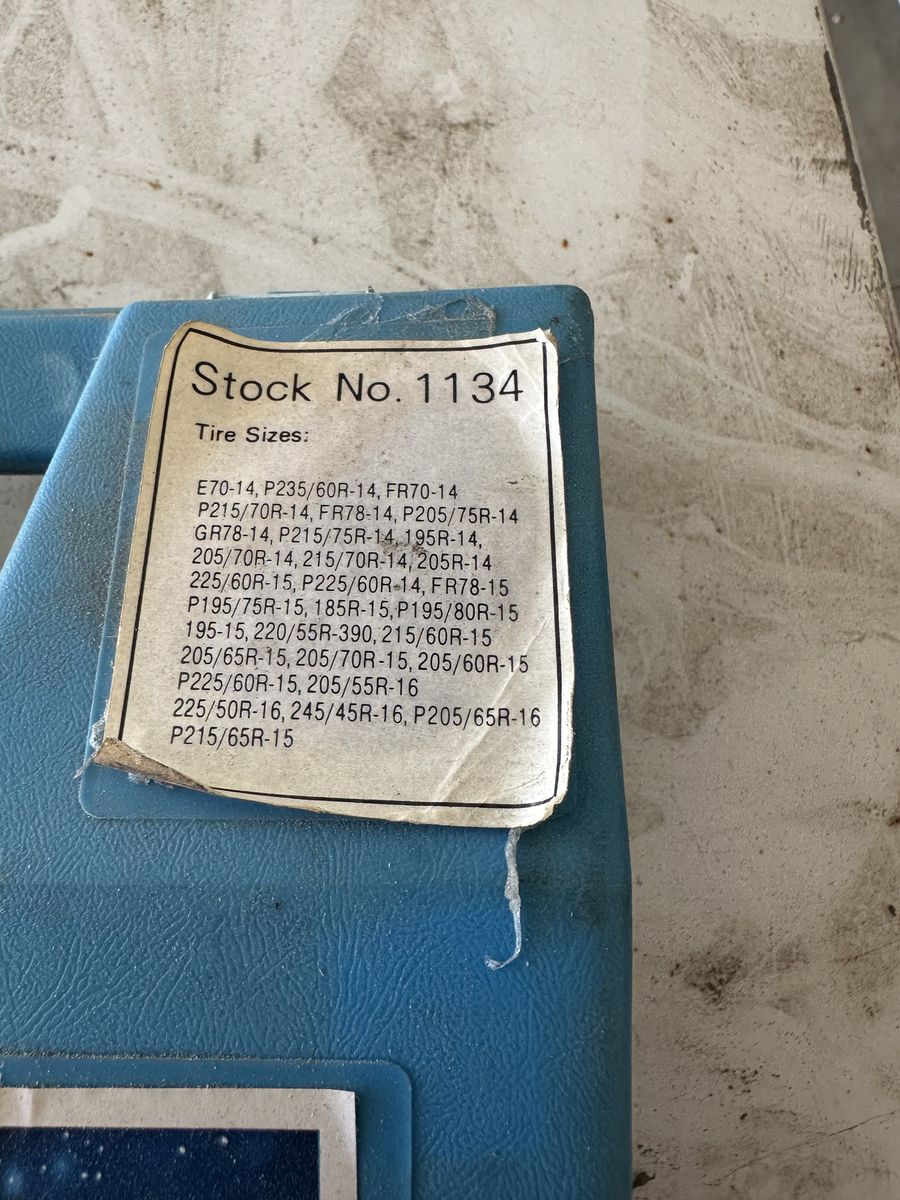 Stock No. 1134
Tire Sizes:
E70-14, P235/60R-14, FR70-14
P215/70R-14, FR78-14, P205/75R-14
GR78-14, P215/75R-14, 195R-14,
205/70R-14, 215/70R-14, 205R-14
225/60R-15, P225/60R-14, FR78-15
P195/75R-15, 185R-15, P195/80R-15
195-15, 220/55R-390, 215/60R-15
205/65R-15, 205/70R-15, 205/60R-15
P225/60R-15, 205/55R-16
225/50R-16, 245/45R-16, P205/65R-16
P215/65R-15